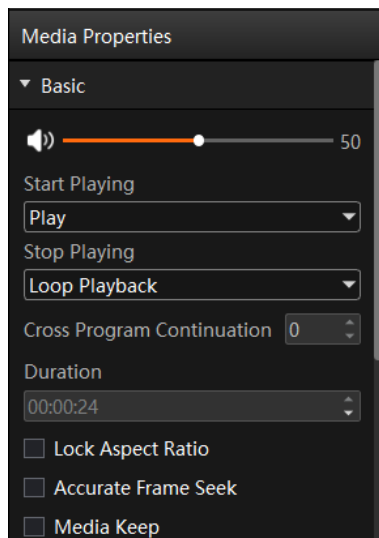 Media Properties
Basic
50
Start Playing
Play
Stop Playing
Loop Playback
Cross Program Continuation 0
Duration
00:00:24
Lock Aspect Ratio
Accurate Frame Seek
Media Keep